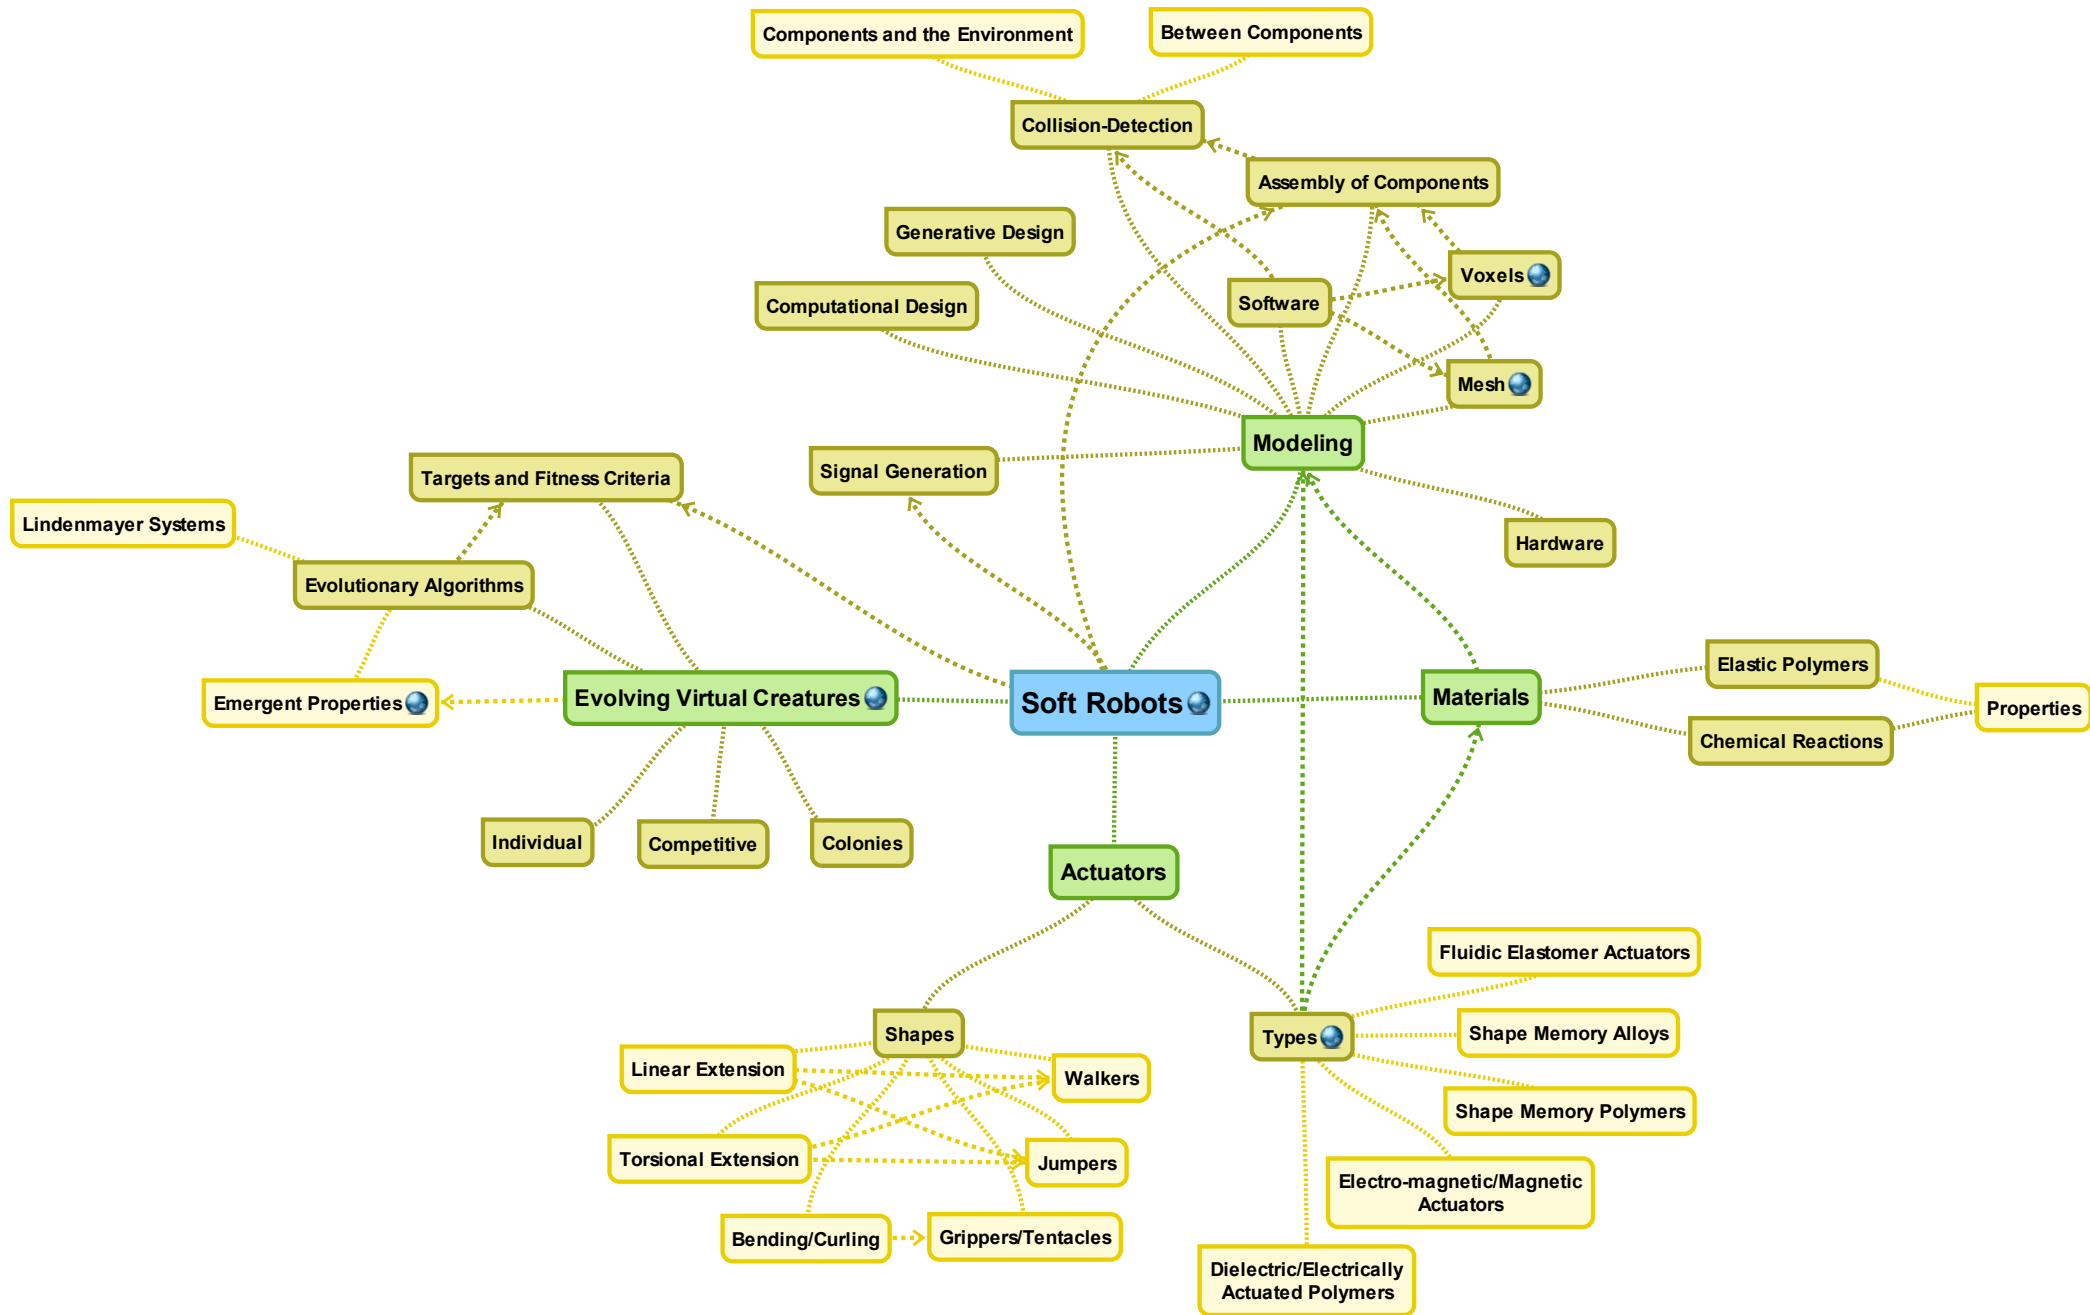 Components and the Environment
Between Components
Collision-Detection
Assembly of Components
Generative Design
Voxels
Computational Design
Software
Mesh
Modeling
Signal Generation
Targets and Fitness Criteria
Lindenmayer Systems
Hardware
Evolutionary Algorithms
Elastic Polymers
Emergent Properties
Evolving Virtual Creatures
Soft Robots
Materials
Properties
Chemical Reactions
Individual
Competitive
Colonies
Actuators
Fluidic Elastomer Actuators
Shapes
Types
Shape Memory Alloys
Linear Extension
Walkers
Shape Memory Polymers
Torsional Extension
Jumpers
Electro-magnetic/Magnetic
Actuators
Bending/Curling
Grippers/Tentacles
Dielectric/Electrically
Actuated Polymers